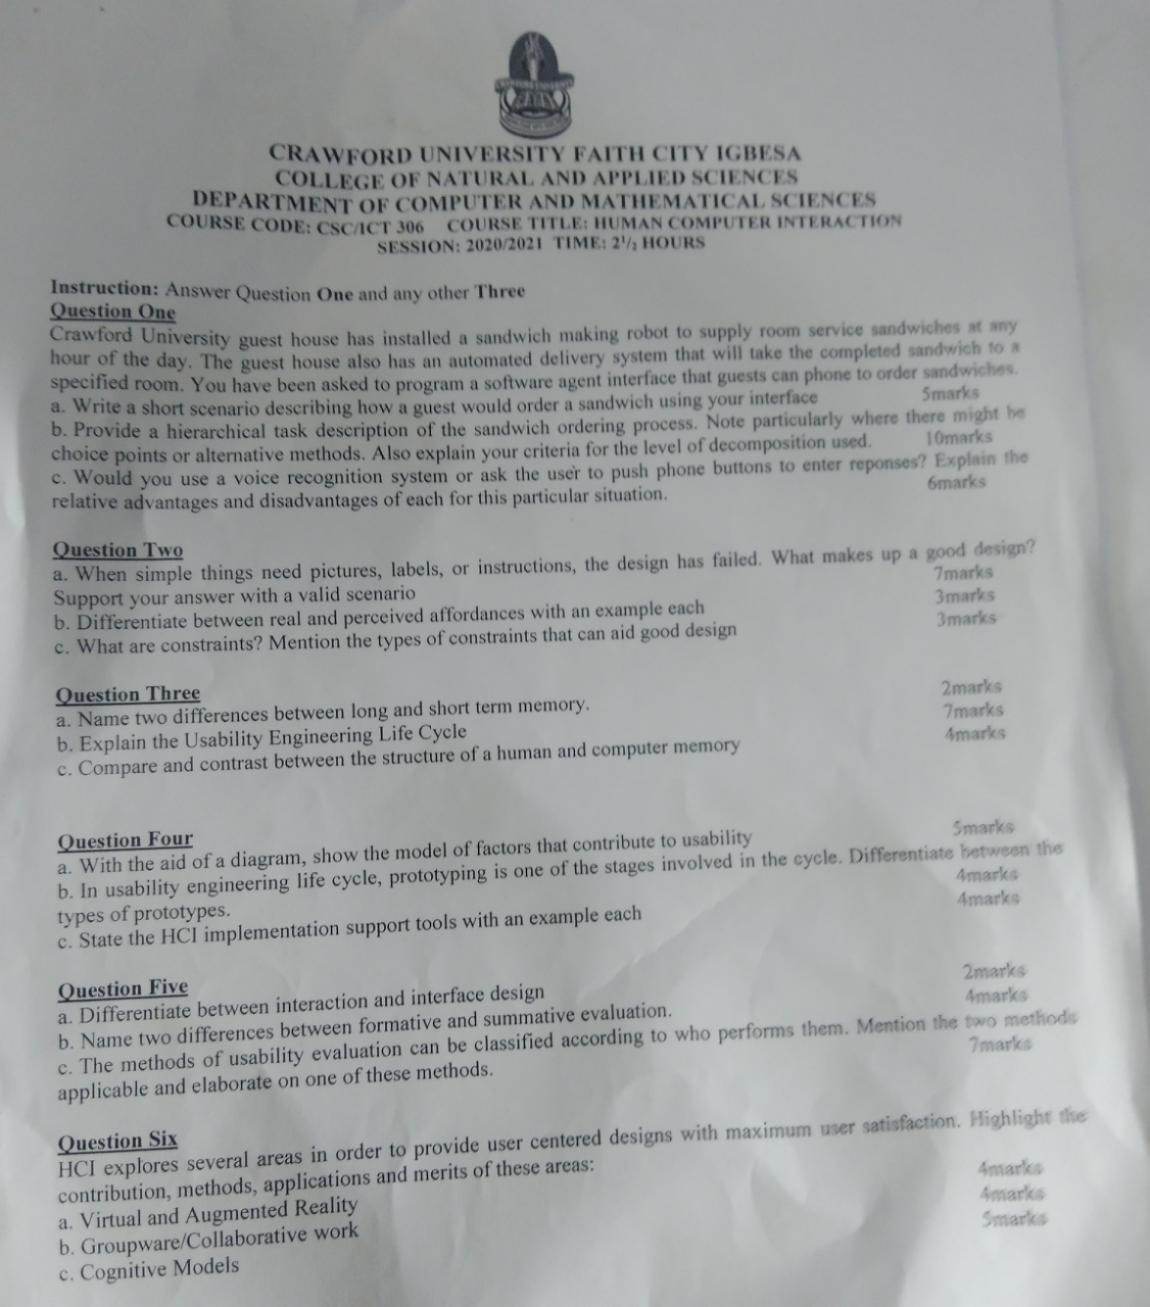 CRAWFORD UNIVERSITY FAITH CITY IGBESA
COLLEGE OF NATURAL AND APPLIED SCIENCES
DEPARTMENT OF COMPUTER AND MATHEMATICAL SCIENCES
COURSE CODE: CSC/ICT 306 COURSE TITLE: HUMAN COMPUTER INTERACTION
SESSION: 2020/2021 TIME: 2¹/₂ HOURS
Instruction: Answer Question One and any other Three
Question One
Crawford University guest house has installed a sandwich making robot to supply room service sandwiches at any
hour of the day. The guest house also has an automated delivery system that will take the completed sandwich to a
specified room. You have been asked to program a software agent interface that guests can phone to order sandwiches.
a. Write a short scenario describing how a guest would order a sandwich using your interface 5marks
b. Provide a hierarchical task description of the sandwich ordering process. Note particularly where there might be
choice points or alternative methods. Also explain your criteria for the level of decomposition used. 10marks
c. Would you use a voice recognition system or ask the user to push phone buttons to enter reponses? Explain the
relative advantages and disadvantages of each for this particular situation. 6marks
Question Two
a. When simple things need pictures, labels, or instructions, the design has failed. What makes up a good design?
Support your answer with a valid scenario 7marks
b. Differentiate between real and perceived affordances with an example each 3marks
c. What are constraints? Mention the types of constraints that can aid good design 3marks
Question Three
a. Name two differences between long and short term memory. 2marks
b. Explain the Usability Engineering Life Cycle 7marks
c. Compare and contrast between the structure of a human and computer memory 4marks
Question Four
a. With the aid of a diagram, show the model of factors that contribute to usability 5marks
b. In usability engineering life cycle, prototyping is one of the stages involved in the cycle. Differentiate between the
types of prototypes. 4marks
c. State the HCI implementation support tools with an example each 4marks
Question Five
a. Differentiate between interaction and interface design 2marks
b. Name two differences between formative and summative evaluation. 4marks
c. The methods of usability evaluation can be classified according to who performs them. Mention the two methods
applicable and elaborate on one of these methods. 7marks
Question Six
HCI explores several areas in order to provide user centered designs with maximum user satisfaction. Highlight the
contribution, methods, applications and merits of these areas:
a. Virtual and Augmented Reality 4marks
b. Groupware/Collaborative work 4marks
c. Cognitive Models 5marks